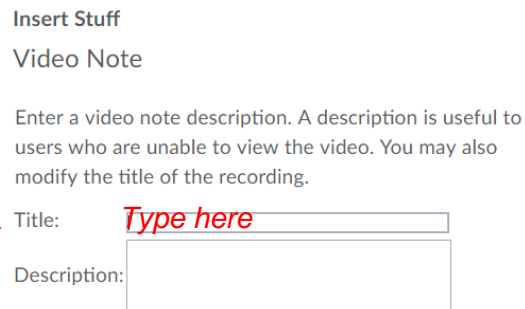 Insert Stuff
Video Note
Enter a video note description. A description is useful to
users who are unable to view the video. You may also
modify the title of the recording.
Title: Type here
Description: